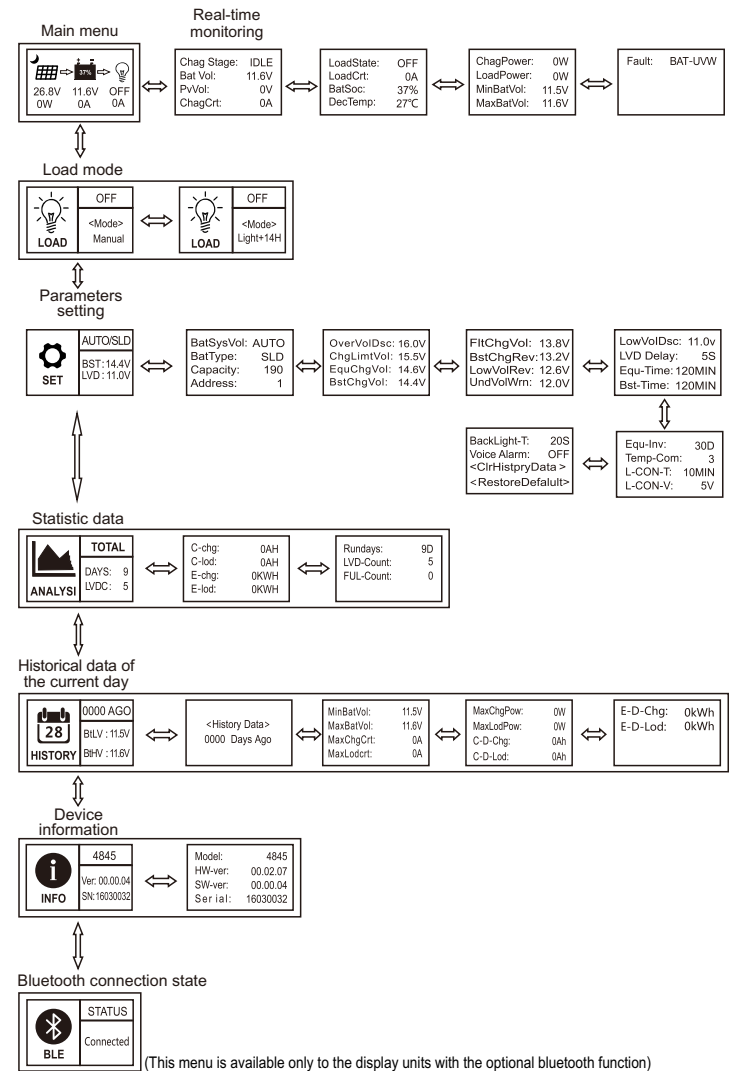 Real-time
monitoring
Main menu
37%
26.8V 11.6V OFF
0W 0A 0A
Chag Stage: IDLE
Bat Vol: 11.6V
PvVol: 0V
ChagCrt: 0A
LoadState: OFF
LoadCrt: 0A
BatSoc: 37%
DecTemp: 27℃
ChagPower: 0W
LoadPower: 0W
MinBatVol: 11.5V
MaxBatVol: 11.6V
Fault: BAT-UVW
Load mode
LOAD
OFF
<Mode>
Manual
LOAD
OFF
<Mode>
Light+14H
Parameters
setting
SET
AUTO/SLD
BST:14.4V
LVD:11.0V
BatSysVol: AUTO
BatType: SLD
Capacity: 190
Address: 1
OverVolDsc: 16.0V
ChgLimtVol: 15.5V
EquChgVol: 14.6V
BstChgVol: 14.4V
FltChgVol: 13.8V
BstChgRev:13.2V
LowVolRev: 12.6V
UndVolWrn: 12.0V
LowVolDsc: 11.0v
LVD Delay: 5S
Equ-Time: 120MIN
Bst-Time: 120MIN
BackLight-T: 20S
Voice Alarm: OFF
<ClrHistpryData >
<RestoreDefalult>
Equ-Inv: 30D
Temp-Com: 3
L-CON-T: 10MIN
L-CON-V: 5V
Statistic data
ANALYSI
TOTAL
DAYS: 9
LVDC: 5
C-chg: 0AH
C-lod: 0AH
E-chg: 0KWH
E-lod: 0KWH
Rundays: 9D
LVD-Count: 5
FUL-Count: 0
Historical data of
the current day
28
HISTORY
0000 AGO
BtLV : 11.5V
BtHV : 11.6V
<History Data>
0000 Days Ago
MinBatVol: 11.5V
MaxBatVol: 11.6V
MaxChgCrt: 0A
MaxLodcrt: 0A
MaxChgPow: 0W
MaxLodPow: 0W
C-D-Chg: 0Ah
C-D-Lod: 0Ah
E-D-Chg: 0kWh
E-D-Lod: 0kWh
Device
information
i
INFO
4845
Ver: 00.00.04
SN:16030032
Model: 4845
HW-ver: 00.02.07
SW-ver: 00.00.04
Serial: 16030032
Bluetooth connection state
BLE
STATUS
Connected
(This menu is available only to the display units with the optional bluetooth function)